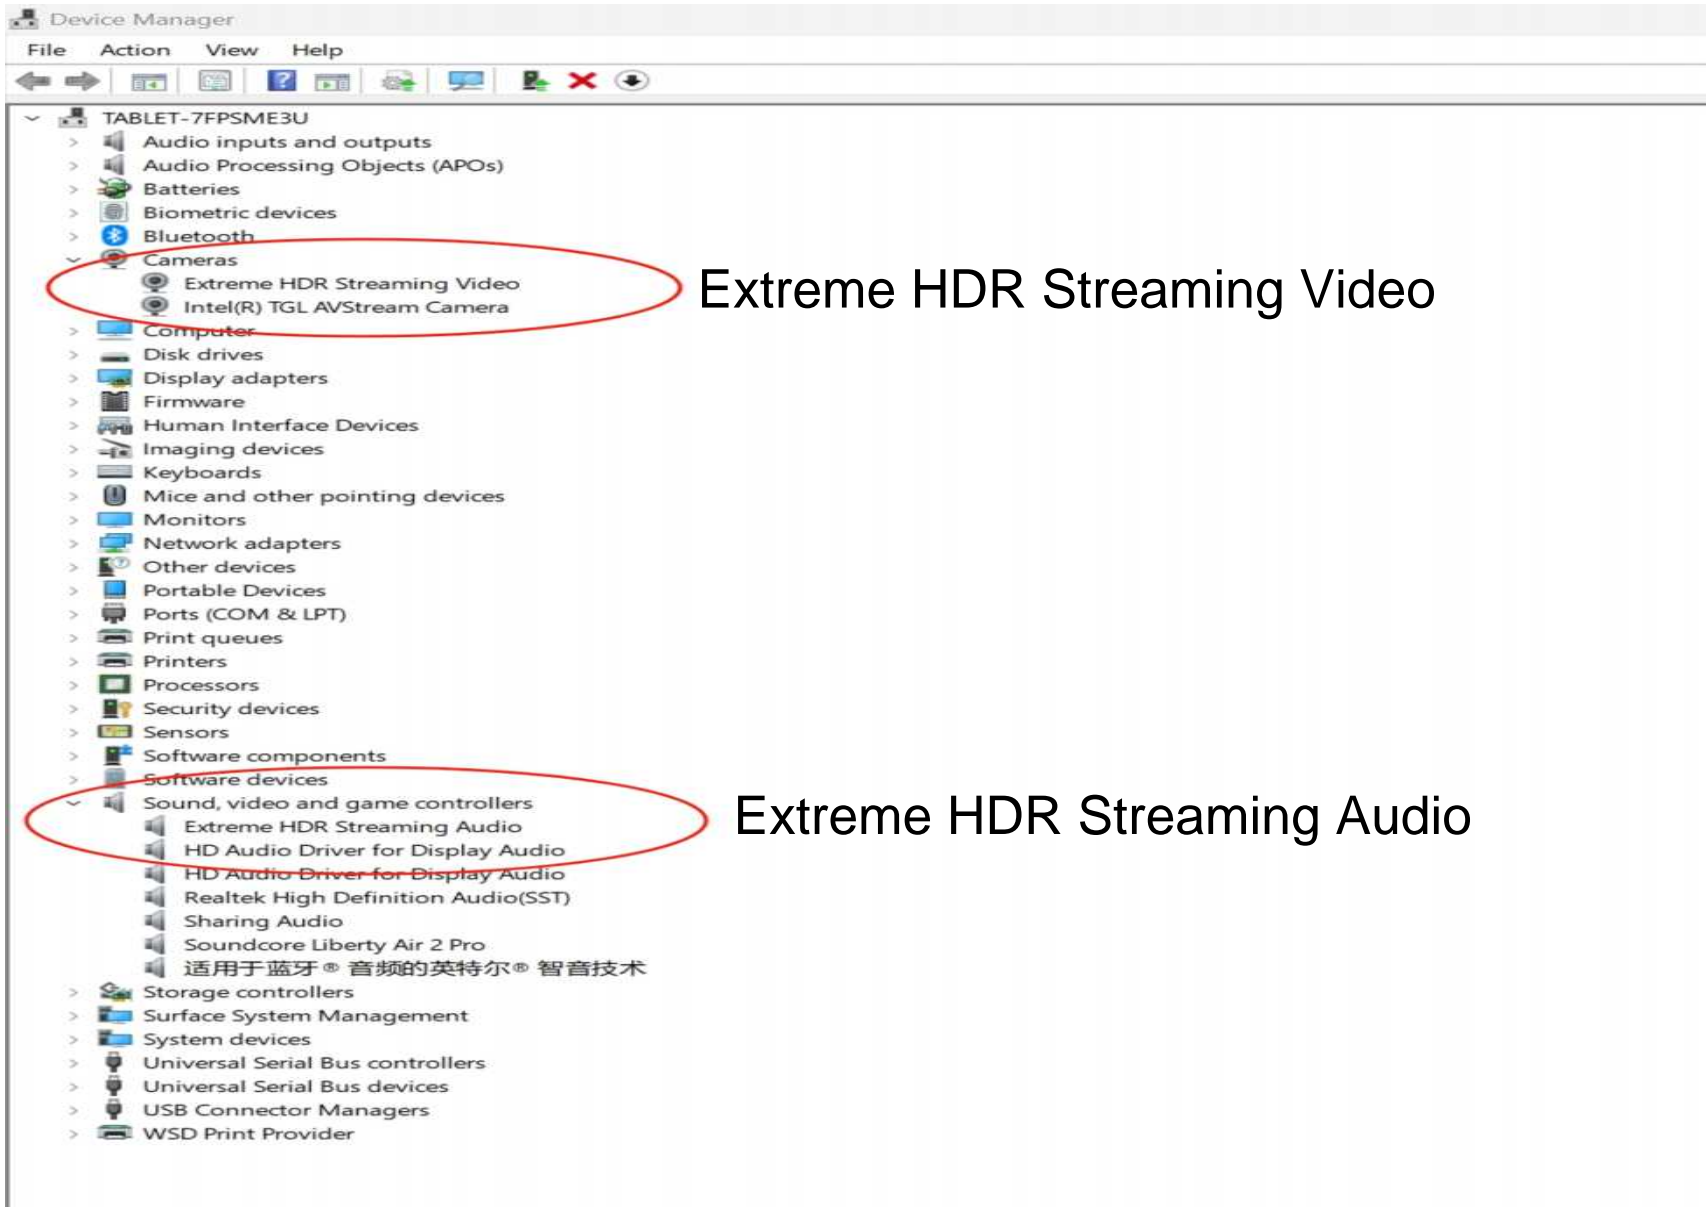 Device Manager
File Action View Help
TABLET-7FPSME3U
Audio inputs and outputs
Audio Processing Objects (APOs)
Batteries
Biometric devices
Bluetooth
Cameras
Extreme HDR Streaming Video
Extreme HDR Streaming Video
Intel(R) TGL AVStream Camera
Computer
Disk drives
Display adapters
Firmware
Human Interface Devices
Imaging devices
Keyboards
Mice and other pointing devices
Monitors
Network adapters
Other devices
Portable Devices
Ports (COM & LPT)
Print queues
Printers
Processors
Security devices
Sensors
Software components
Software devices
Sound, video and game controllers
Extreme HDR Streaming Audio
Extreme HDR Streaming Audio
HD Audio Driver for Display Audio
HD Audio Driver for Display Audio
Realtek High Definition Audio(SST)
Sharing Audio
Soundcore Liberty Air 2 Pro
适用于蓝牙® 音频的英特尔® 智音技术
Storage controllers
Surface System Management
System devices
Universal Serial Bus controllers
Universal Serial Bus devices
USB Connector Managers
WSD Print Provider